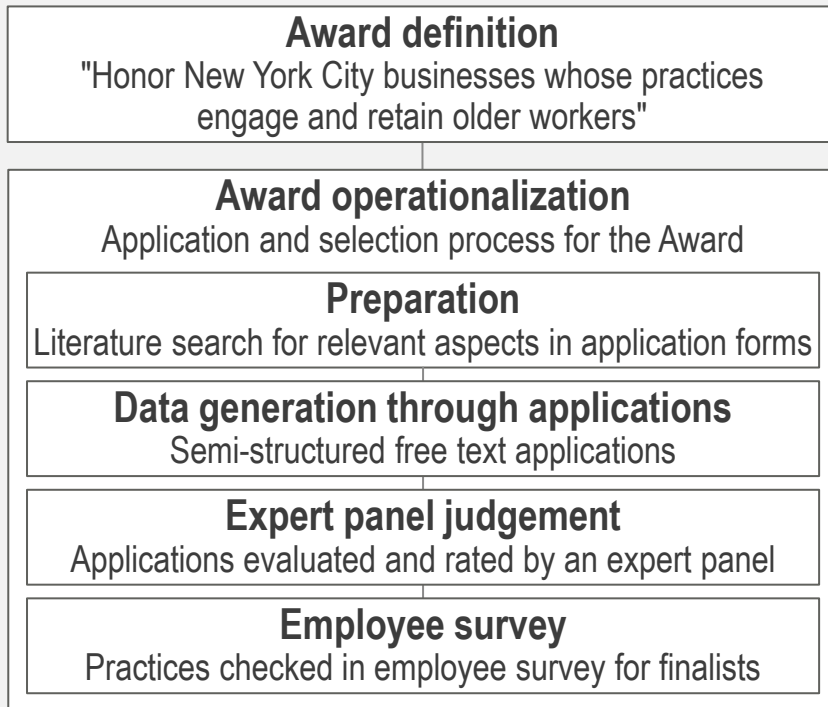 Award definition
"Honor New York City businesses whose practices
engage and retain older workers"
Award operationalization
Application and selection process for the Award
Preparation
Literature search for relevant aspects in application forms
Data generation through applications
Semi-structured free text applications
Expert panel judgement
Applications evaluated and rated by an expert panel
Employee survey
Practices checked in employee survey for finalists